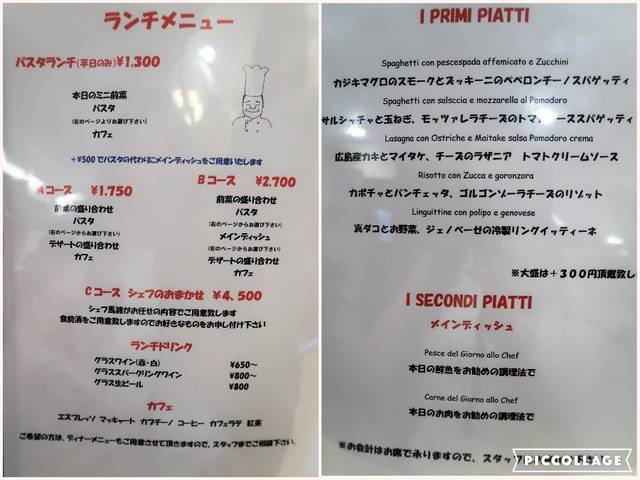 ランチメニュー
パスタランチ(平日のみ)¥1,300
本日のミニ前菜
パスタ
(右のページよりお選び下さい)
カフェ
+¥500でパスタの代わりにメインディッシュをご用意いたします
Aコース ¥1,750
前菜の盛り合わせ
パスタ
(右のページからお選び下さい)
デザートの盛り合わせ
カフェ
Bコース ¥2,700
前菜の盛り合わせ
パスタ
(右のページからお選び下さい)
メインディッシュ
(右のページからお選び下さい)
デザートの盛り合わせ
カフェ
Cコース シェフのおまかせ ¥4,500
シェフ馬渡がお任せの内容でご用意致します
食前酒をご用意致しますのでお好きなものをお申し付け下さい
ランチドリンク
グラスワイン(赤・白) ¥650~
グラススパークリングワイン ¥800~
グラス生ビール ¥800
カフェ
エスプレッソ マッキャート カプチーノ コーヒー カフェラテ 紅茶
ご希望の方は、ディナーメニューもご用意させて頂きますので、スタッフまでご相談下さい。
I PRIMI PIATTI
Spaghetti con pescespada affemicato e Zucchini
カジキマグロのスモークとズッキーニのペペロンチーノスパゲッティ
Spaghetti con salsccia e mozzarella al Pomodoro
サルシッチャと玉ねぎ、モッツァレラチーズのトマトソーススパゲッティ
Lasagna con Ostriche e Maitake salsa Pomodoro crema
広島産カキとマイタケ、チーズのラザニア トマトクリームソース
Risotto con Zucca e goronzora
カボチャとパンチェッタ、ゴルゴンゾーラチーズのリゾット
Linguittine con polipo e genovese
真ダコとお野菜、ジェノベーゼの冷製リングイッティーネ
※大盛は+300円頂戴致し
I SECONDI PIATTI
メインディッシュ
Pesce del Giorno allo Chef
本日の鮮魚をお勧めの調理法で
Carne del Giorno allo Chef
本日のお肉をお勧めの調理法で
※お会計はお席で承りますので、スタッフ
PIC COLLAGE